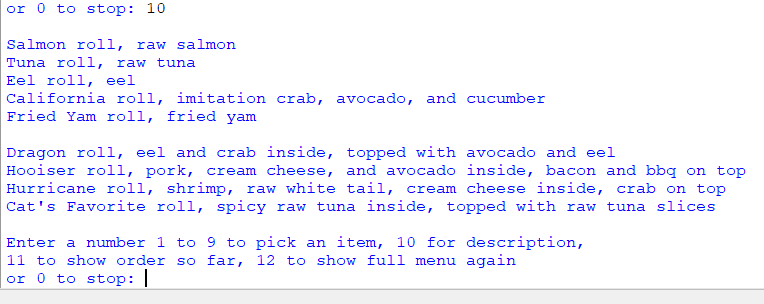 or 0 to stop: 10
Salmon roll, raw salmon
Tuna roll, raw tuna
Eel roll, eel
California roll, imitation crab, avocado, and cucumber
Fried Yam roll, fried yam
Dragon roll, eel and crab inside, topped with avocado and eel
Hooiser roll, pork, cream cheese, and avocado inside, bacon and bbq on top
Hurricane roll, shrimp, raw white tail, cream cheese inside, crab on top
Cat's Favorite roll, spicy raw tuna inside, topped with raw tuna slices
Enter a number 1 to 9 to pick an item, 10 for description,
11 to show order so far, 12 to show full menu again
or 0 to stop: